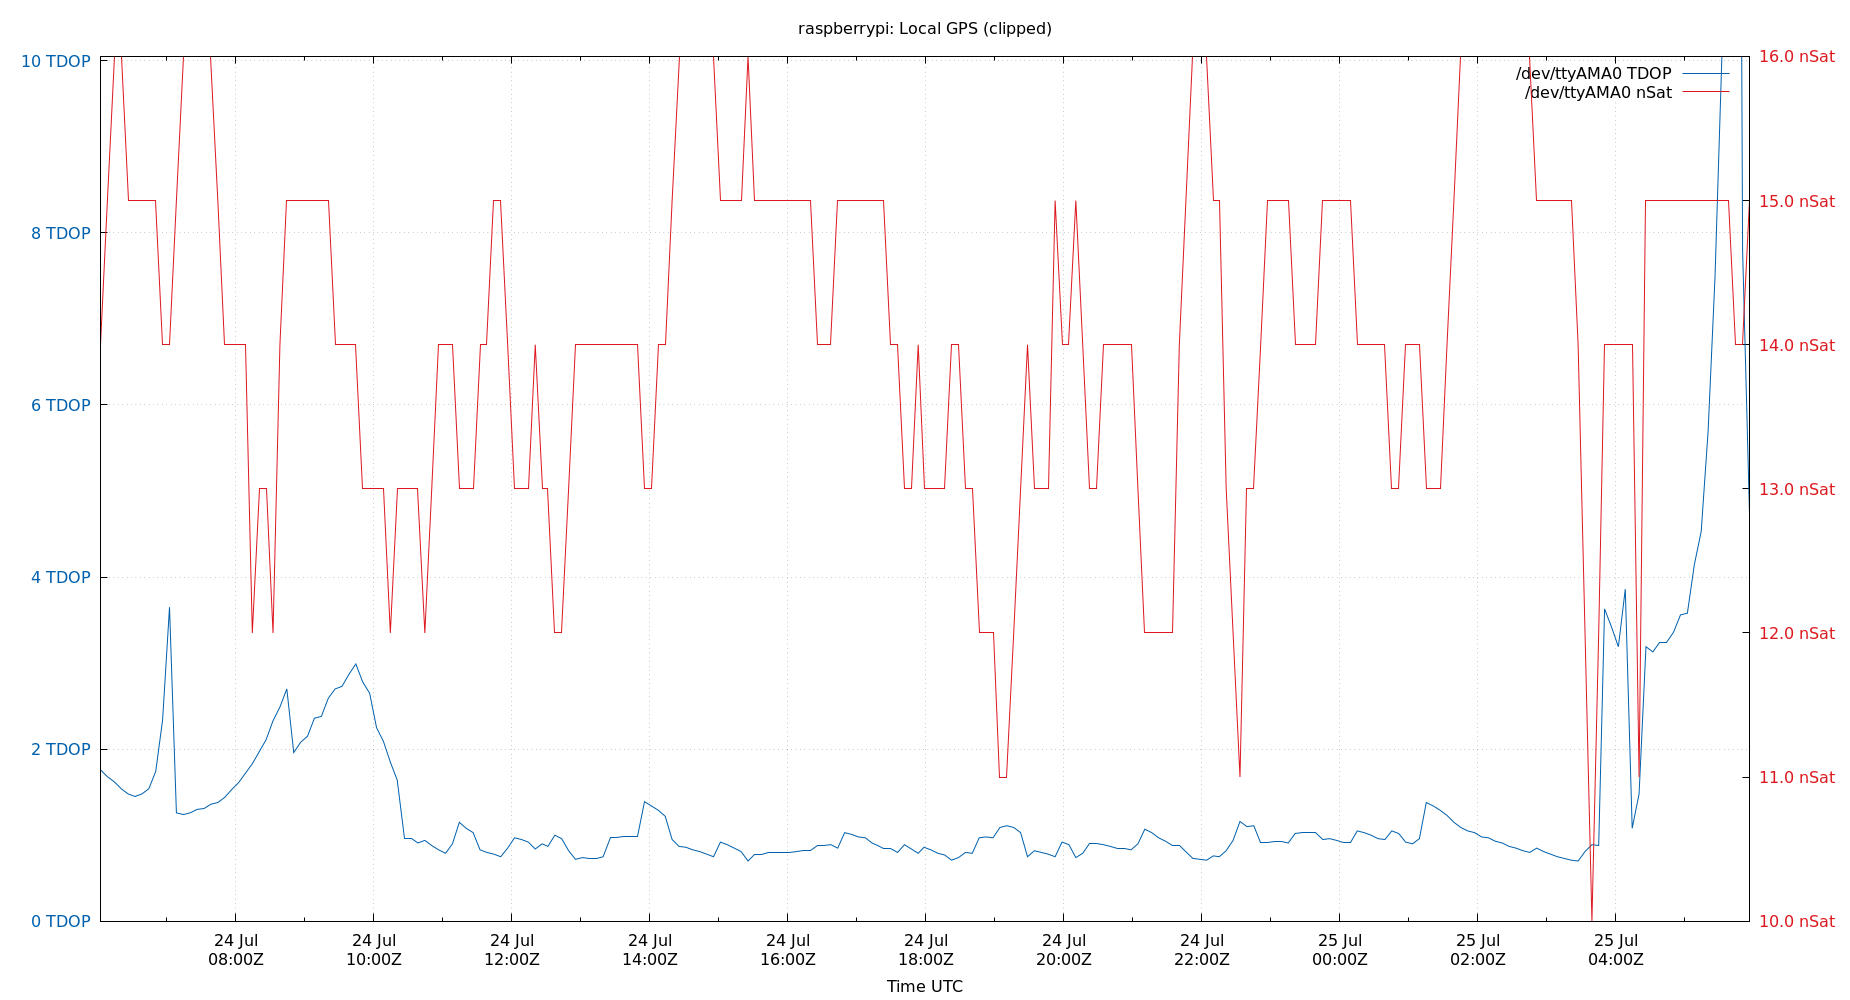 raspberrypi: Local GPS (clipped)
10 TDOP
8 TDOP
6 TDOP
4 TDOP
2 TDOP
0 TDOP
16.0 nSat
15.0 nSat
14.0 nSat
13.0 nSat
12.0 nSat
11.0 nSat
10.0 nSat
/dev/ttyAMA0 TDOP
/dev/ttyAMA0 nSat
24 Jul
08:00Z
24 Jul
10:00Z
24 Jul
12:00Z
24 Jul
14:00Z
24 Jul
16:00Z
24 Jul
18:00Z
24 Jul
20:00Z
24 Jul
22:00Z
25 Jul
00:00Z
25 Jul
02:00Z
25 Jul
04:00Z
Time UTC